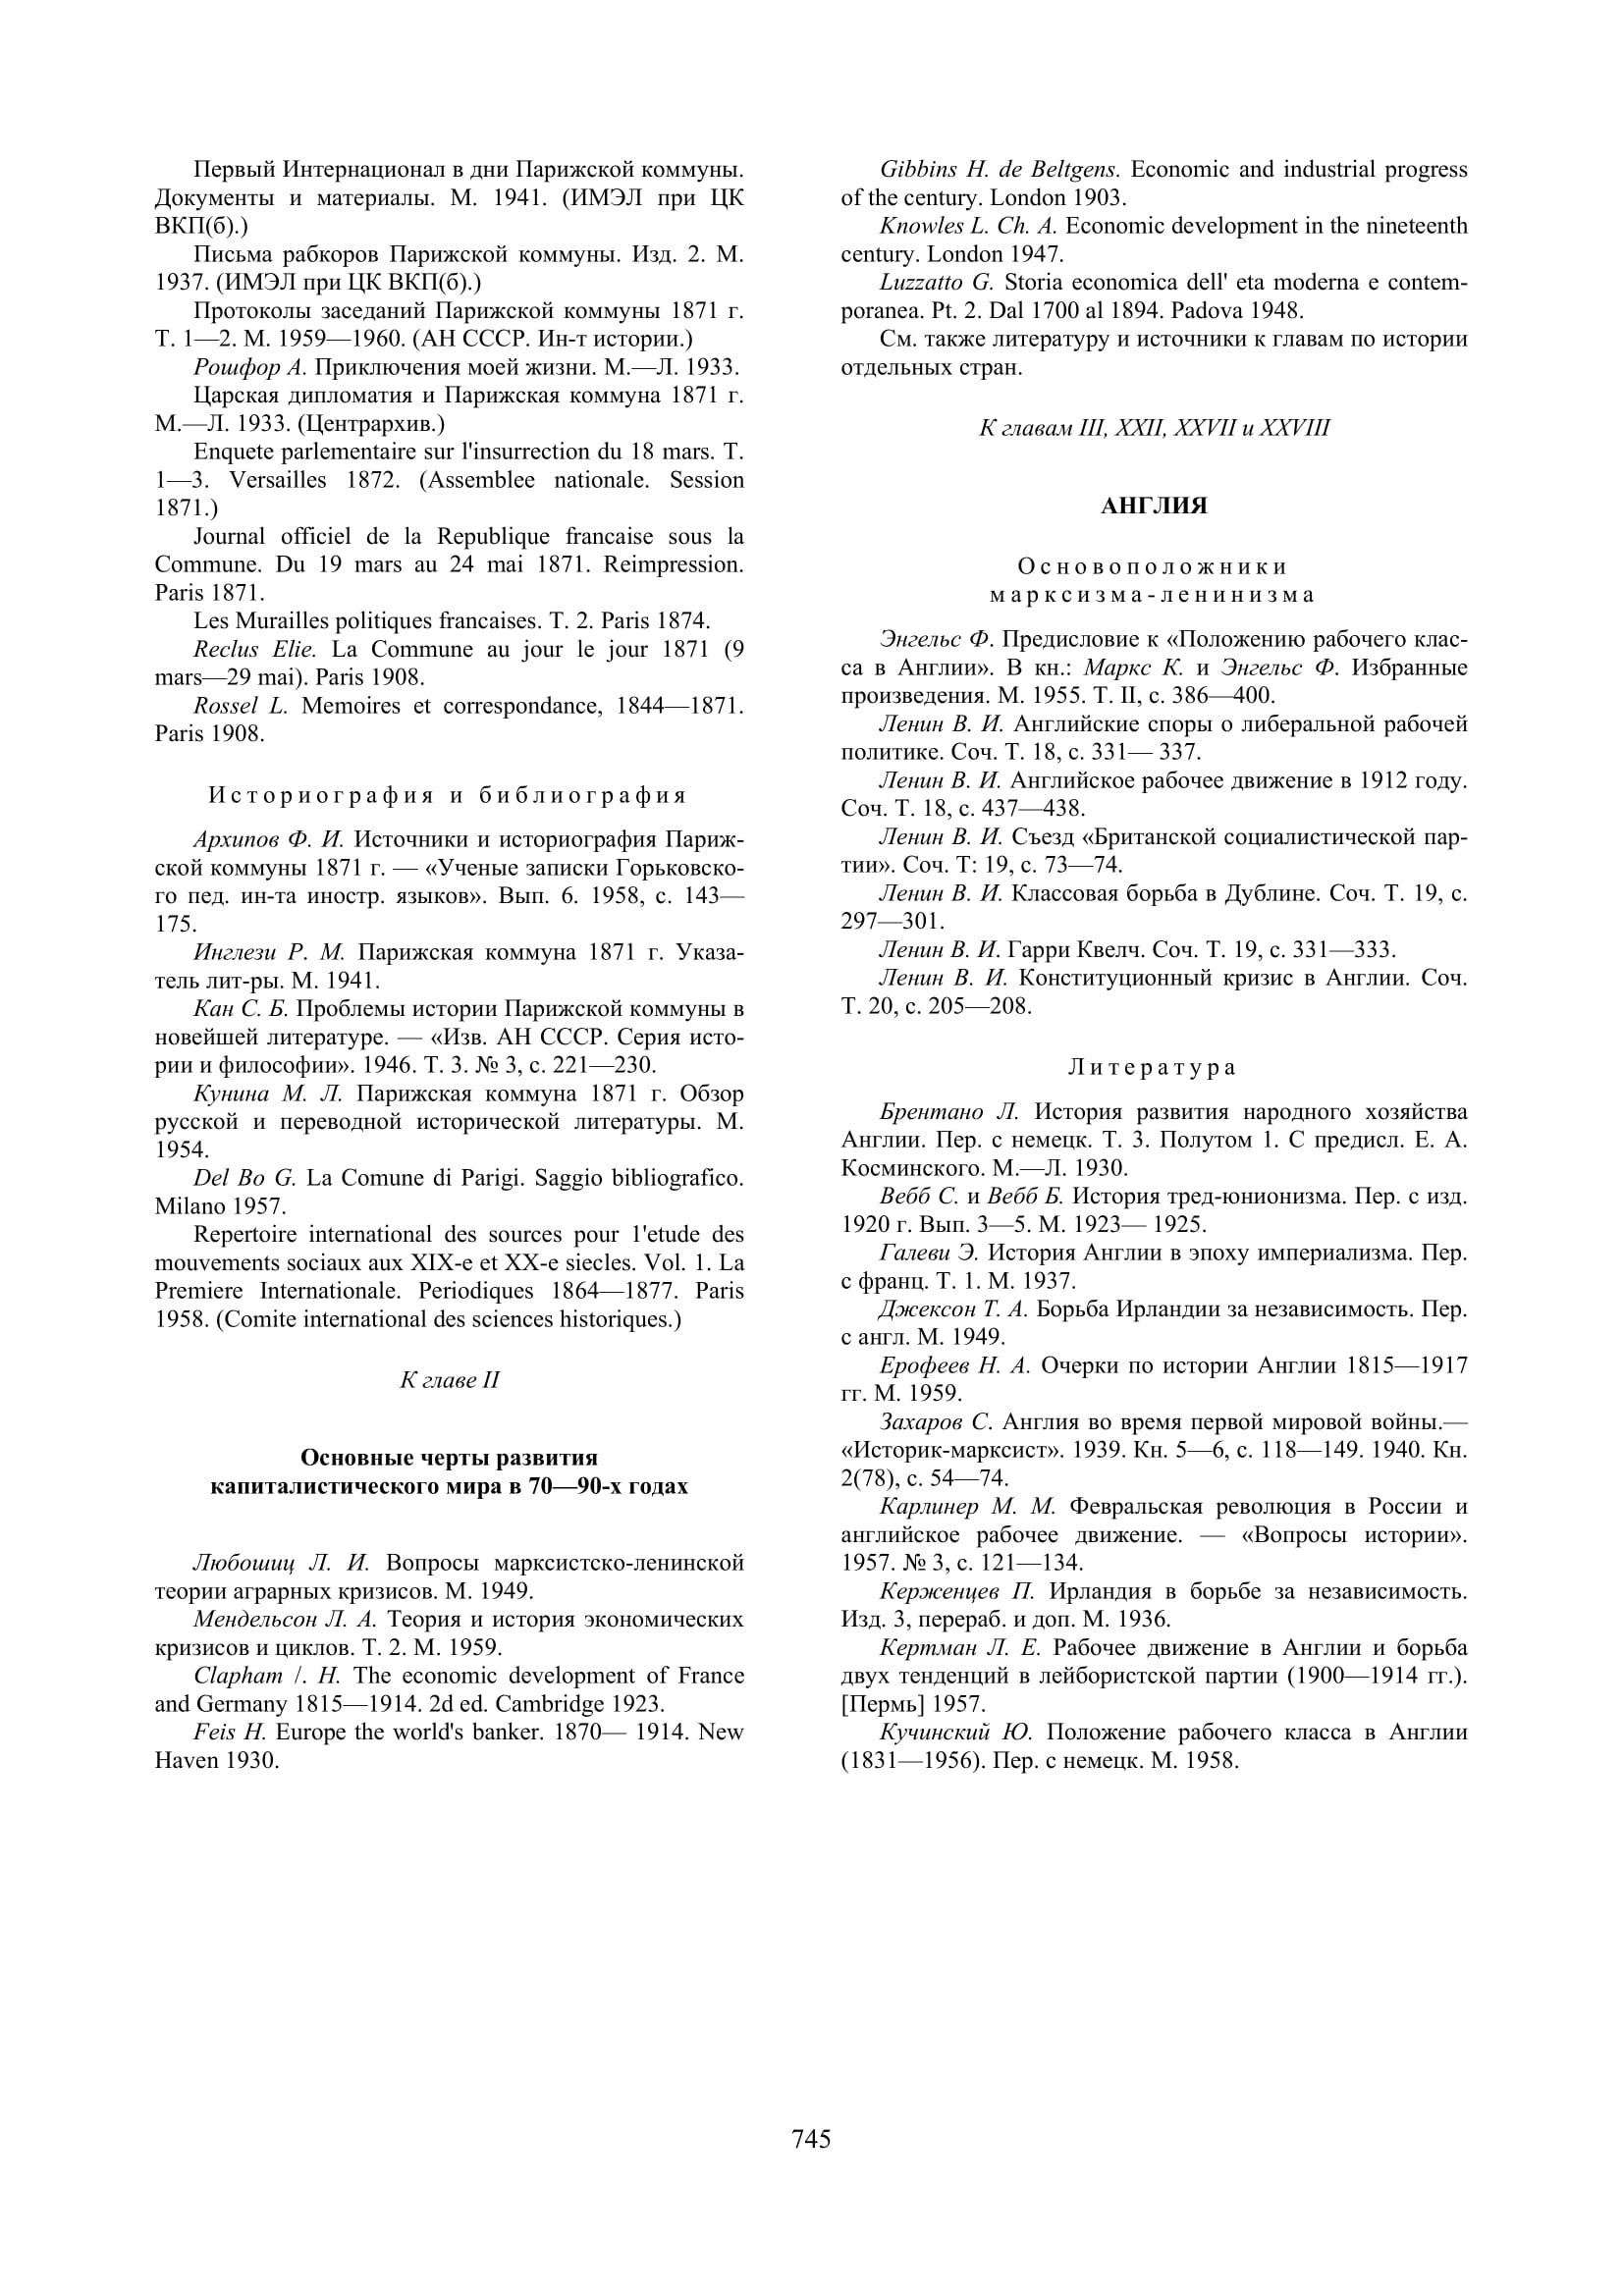 Первый Интернационал в дни Парижской коммуны.
Документы и материалы. М. 1941. (ИМЭЛ при ЦК
ВКП(б).)
Письма рабкоров Парижской коммуны. Изд. 2. М.
1937. (ИМЭЛ при ЦК ВКП(б).)
Протоколы заседаний Парижской коммуны 1871 г.
Т. 1—2. М. 1959—1960. (АН СССР. Ин-т истории.)
Рошфор А. Приключения моей жизни. М.—Л. 1933.
Царская дипломатия и Парижская коммуна 1871 г.
М.—Л. 1933. (Центрархив.)
Enquete parlementaire sur l'insurrection du 18 mars. T.
1—3. Versailles 1872. (Assemblee nationale. Session
1871.)
Journal officiel de la Republique francaise sous la
Commune. Du 19 mars au 24 mai 1871. Reimpression.
Paris 1871.
Les Murailles politiques francaises. T. 2. Paris 1874.
Reclus Elie. La Commune au jour le jour 1871 (9
mars—29 mai). Paris 1908.
Rossel L. Memoires et correspondance, 1844—1871.
Paris 1908.
Историография и библиография
Архипов Ф. И. Источники и историография Париж-
ской коммуны 1871 г. — «Ученые записки Горьковско-
го пед. ин-та иностр. языков». Вып. 6. 1958, с. 143—
175.
Инглези Р. М. Парижская коммуна 1871 г. Указа-
тель лит-ры. М. 1941.
Кан С. Б. Проблемы истории Парижской коммуны в
новейшей литературе. — «Изв. АН СССР. Серия исто-
рии и философии». 1946. Т. 3. № 3, с. 221—230.
Кунина М. Л. Парижская коммуна 1871 г. Обзор
русской и переводной исторической литературы. М.
1954.
Del Bo G. La Comune di Parigi. Saggio bibliografico.
Milano 1957.
Repertoire international des sources pour 1'etude des
mouvements sociaux aux XIX-e et XX-e siecles. Vol. 1. La
Premiere Internationale. Periodiques 1864—1877. Paris
1958. (Comite international des sciences historiques.)
К главе II
Основные черты развития
капиталистического мира в 70—90-х годах
Любошиц Л. И. Вопросы марксистско-ленинской
теории аграрных кризисов. М. 1949.
Мендельсон Л. А. Теория и история экономических
кризисов и циклов. Т. 2. М. 1959.
Clapham /. H. The economic development of France
and Germany 1815—1914. 2d ed. Cambridge 1923.
Feis H. Europe the world's banker. 1870— 1914. New
Haven 1930.
Gibbins H. de Beltgens. Economic and industrial progress
of the century. London 1903.
Knowles L. Ch. A. Economic development in the nineteenth
century. London 1947.
Luzzatto G. Storia economica dell' eta moderna e contem-
poranea. Pt. 2. Dal 1700 al 1894. Padova 1948.
См. также литературу и источники к главам по истории
отдельных стран.
К главам III, XXII, XXVII и XXVIII
АНГЛИЯ
Основоположники
марксизма-ленинизма
Энгельс Ф. Предисловие к «Положению рабочего клас-
са в Англии». В кн.: Маркс К. и Энгельс Ф. Избранные
произведения. М. 1955. Т. II, с. 386—400.
Ленин В. И. Английские споры о либеральной рабочей
политике. Соч. Т. 18, с. 331— 337.
Ленин В. И. Английское рабочее движение в 1912 году.
Соч. Т. 18, с. 437—438.
Ленин В. И. Съезд «Британской социалистической пар-
тии». Соч. Т: 19, с. 73—74.
Ленин В. И. Классовая борьба в Дублине. Соч. Т. 19, с.
297—301.
Ленин В. И. Гарри Квелч. Соч. Т. 19, с. 331—333.
Ленин В. И. Конституционный кризис в Англии. Соч.
Т. 20, с. 205—208.
Литература
Брентано Л. История развития народного хозяйства
Англии. Пер. с немецк. Т. 3. Полутом 1. С предисл. Е. А.
Косминского. М.—Л. 1930.
Вебб С. и Вебб Б. История тред-юнионизма. Пер. с изд.
1920 г. Вып. 3—5. М. 1923— 1925.
Галеви Э. История Англии в эпоху империализма. Пер.
с франц. Т. 1. М. 1937.
Джексон Т. А. Борьба Ирландии за независимость. Пер.
с англ. М. 1949.
Ерофеев Н. А. Очерки по истории Англии 1815—1917
гг. М. 1959.
Захаров С. Англия во время первой мировой войны.—
«Историк-марксист». 1939. Кн. 5—6, с. 118—149. 1940. Кн.
2(78), с. 54—74.
Карлинер М. М. Февральская революция в России и
английское рабочее движение. — «Вопросы истории».
1957. № 3, с. 121—134.
Керженцев П. Ирландия в борьбе за независимость.
Изд. 3, перераб. и доп. М. 1936.
Кертман Л. Е. Рабочее движение в Англии и борьба
двух тенденций в лейбористской партии (1900—1914 гг.).
[Пермь] 1957.
Кучинский Ю. Положение рабочего класса в Англии
(1831—1956). Пер. с немецк. М. 1958.
745